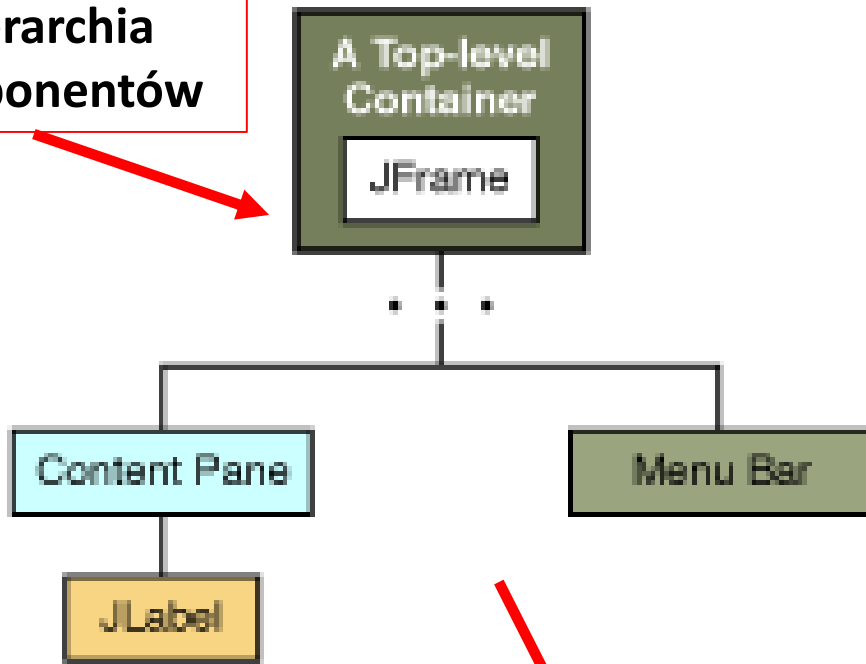 rarchia
ponentów
A Top-level
Container
JFrame
. . .
Content Pane
Menu Bar
JLabel